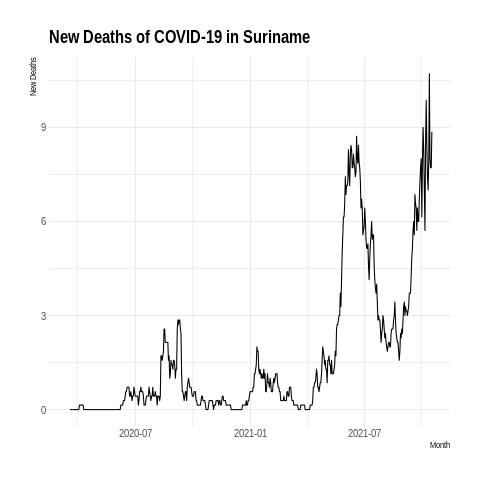 New Deaths of COVID-19 in Suriname
New Deaths
9
6
3
0
2020-07
2021-01
2021-07
Month